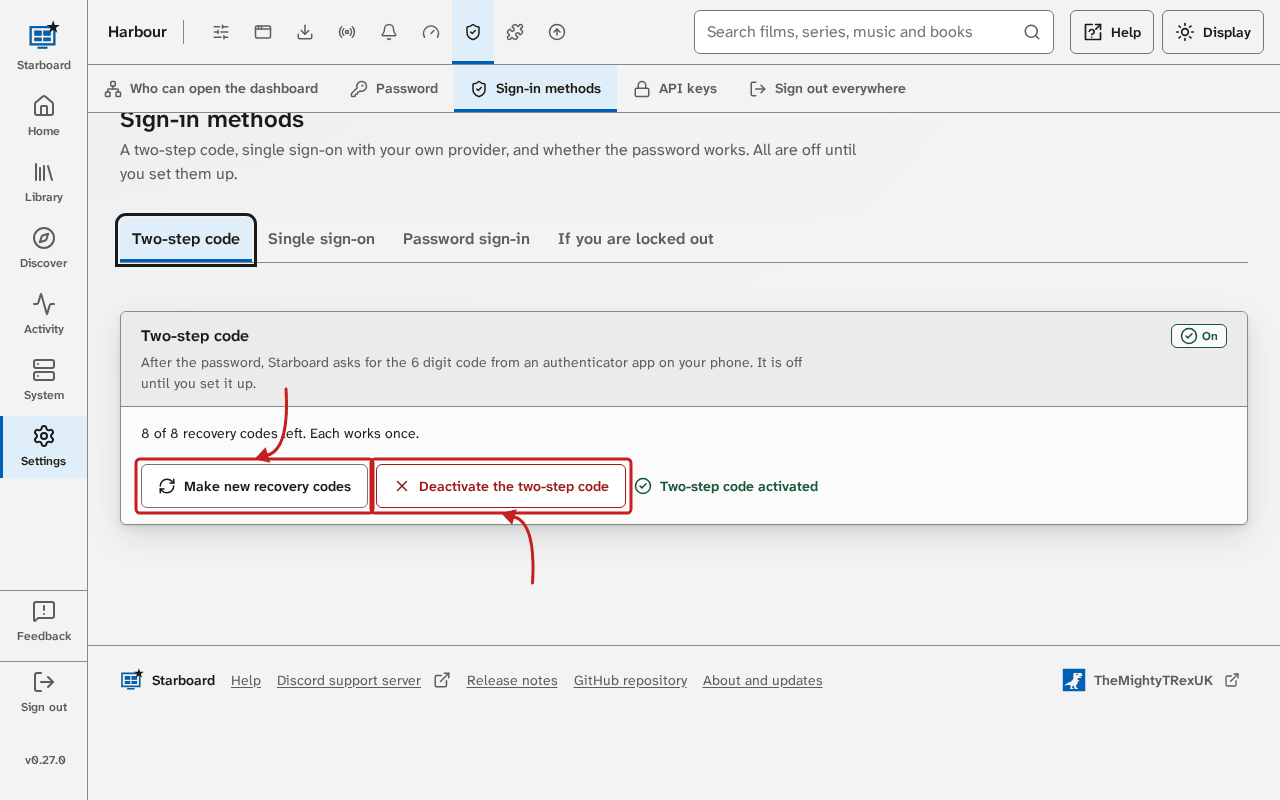 Starboard
Harbour
Search films, series, music and books
Help
Display
Who can open the dashboard
Password
Sign-in methods
API keys
Sign out everywhere
Home
Library
Discover
Activity
System
Settings
Feedback
Sign out
v0.27.0
Sign-in methods
A two-step code, single sign-on with your own provider, and whether the password works. All are off until
you set them up.
Two-step code
Single sign-on
Password sign-in
If you are locked out
Two-step code
On
After the password, Starboard asks for the 6 digit code from an authenticator app on your phone. It is off
until you set it up.
8 of 8 recovery codes left. Each works once.
Make new recovery codes
Deactivate the two-step code
Two-step code activated
Starboard
Help
Discord support server
Release notes
GitHub repository
About and updates
TheMightyTRexUK